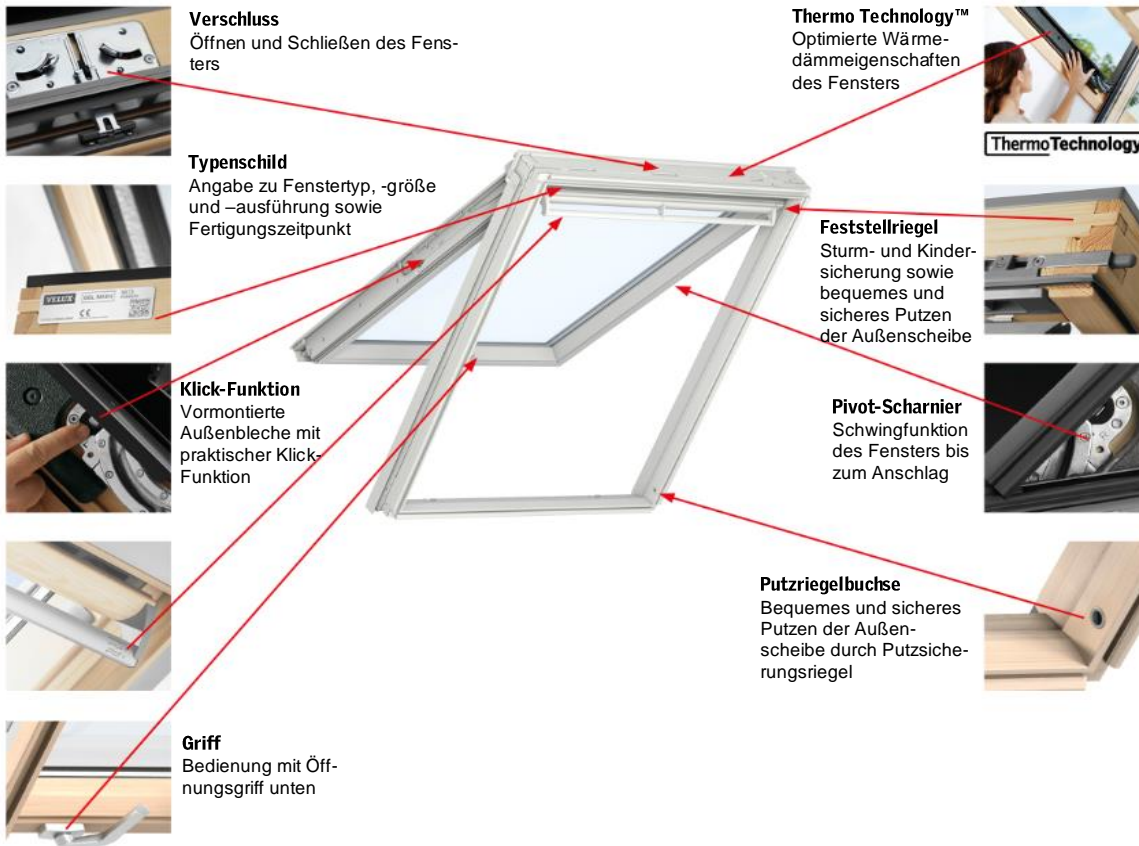 Verschluss
Öffnen und Schließen des Fens-
ters
Typenschild
Angabe zu Fenstertyp, -größe
und –ausführung sowie
Fertigungszeitpunkt
VELUX
CE
Klick-Funktion
Vormontierte
Außenbleche mit
praktischer Klick-
Funktion
Griff
Bedienung mit Öff-
nungsgriff unten
Thermo Technology™
Optimierte Wärme-
dämmeigenschaften
des Fensters
ThermoTechnology
Feststellriegel
Sturm- und Kinder-
sicherung sowie
bequemes und
sicheres Putzen
der Außenscheibe
Pivot-Scharnier
Schwingfunktion
des Fensters bis
zum Anschlag
Putzriegelbuchse
Bequemes und sicheres
Putzen der Außen-
scheibe durch Putzsiche-
rungsriegel